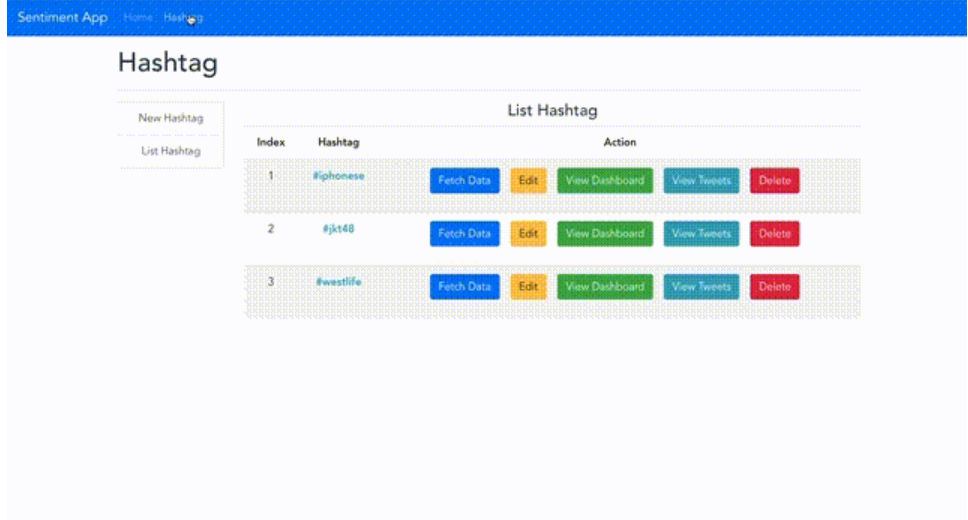 Sentiment App Home Hashtag
Hashtag
New Hashtag
List Hashtag
List Hashtag
Index Hashtag Action
1 #iphonese Fetch Data Edit View Dashboard View Tweets Delete
2 #jkt48 Fetch Data Edit View Dashboard View Tweets Delete
3 #westlife Fetch Data Edit View Dashboard View Tweets Delete